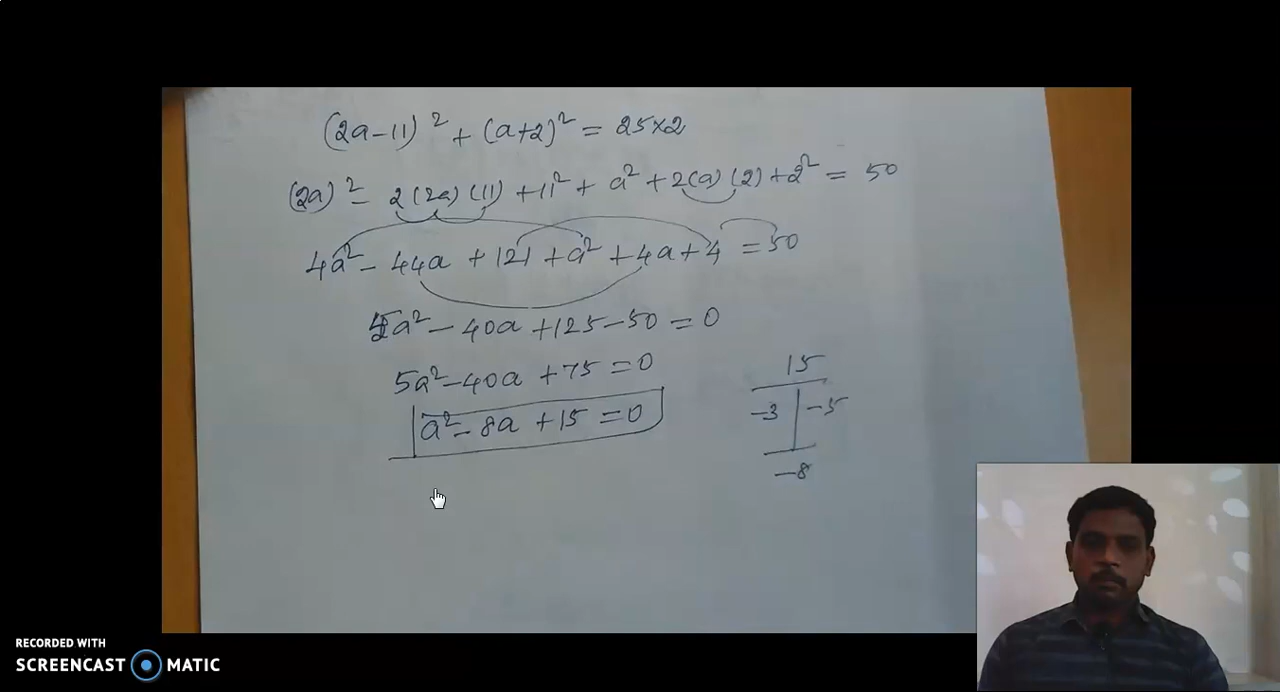 (2a-11)² + (a+2)² = 25×2
(2a)² - 2(2a)(11) + 11² + a² + 2(a)(2) + 2² = 50
4a² - 44a + 121 + a² + 4a + 4 = 50
5a² - 40a + 125 - 50 = 0
5a² - 40a + 75 = 0
a² - 8a + 15 = 0
15
-3 | -5
-8
RECORDED WITH
SCREENCAST MATIC